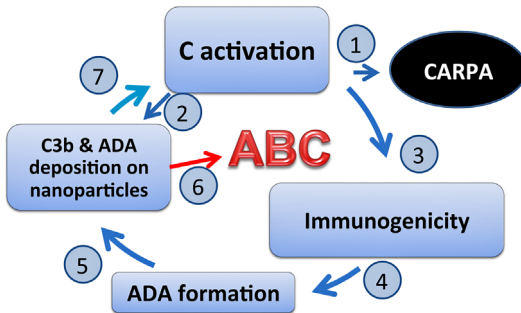 C activation
1
CARPA
7
2
C3b & ADA
deposition on
nanoparticles
ABC
3
6
Immunogenicity
5
4
ADA formation